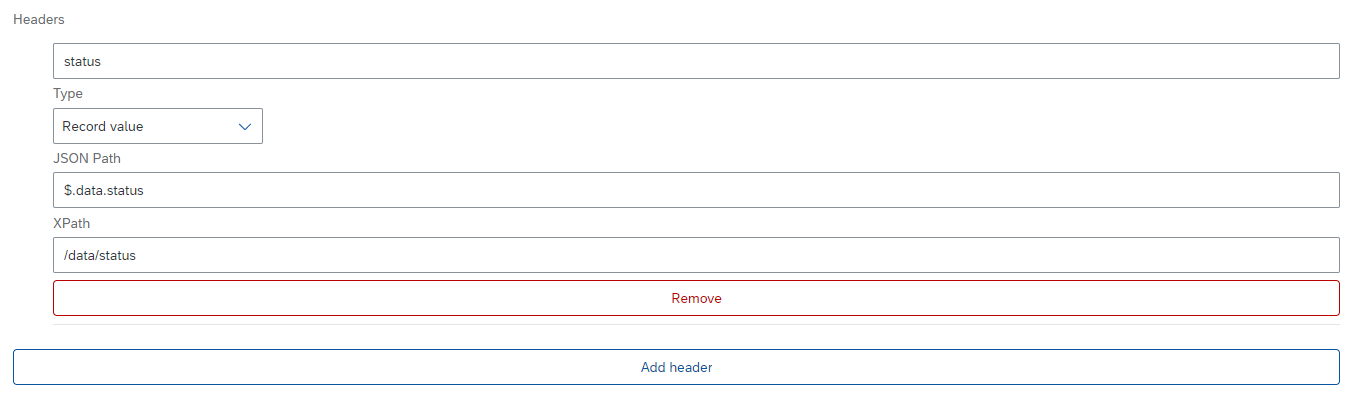 Headers
status
Type
Record value
JSON Path
$.data.status
XPath
/data/status
Remove
Add header